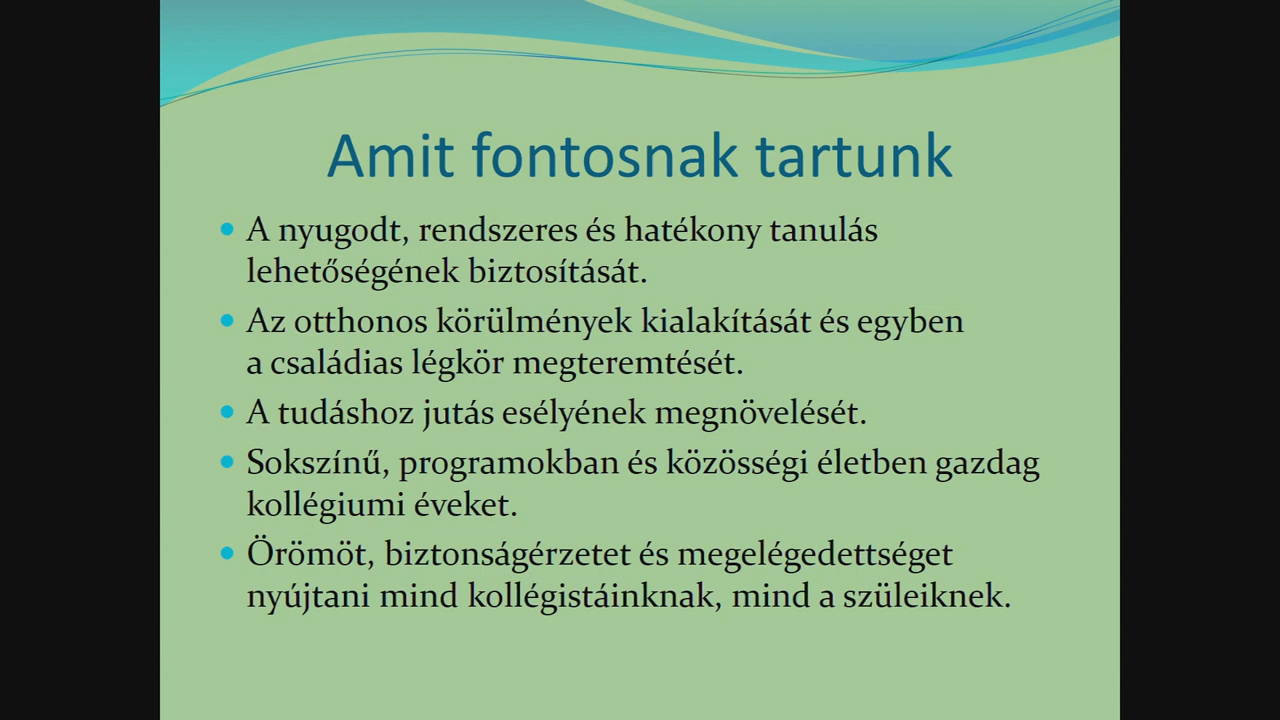 Amit fontosnak tartunk
A nyugodt, rendszeres és hatékony tanulás
lehetőségének biztosítását.
Az otthonos körülmények kialakítását és egyben
a családias légkör megteremtését.
A tudáshoz jutás esélyének megnövelését.
Sokszínű, programokban és közösségi életben gazdag
kollégiumi éveket.
Örömöt, biztonságérzetet és megelégedettséget
nyújtani mind kollégistáinknak, mind a szüleiknek.